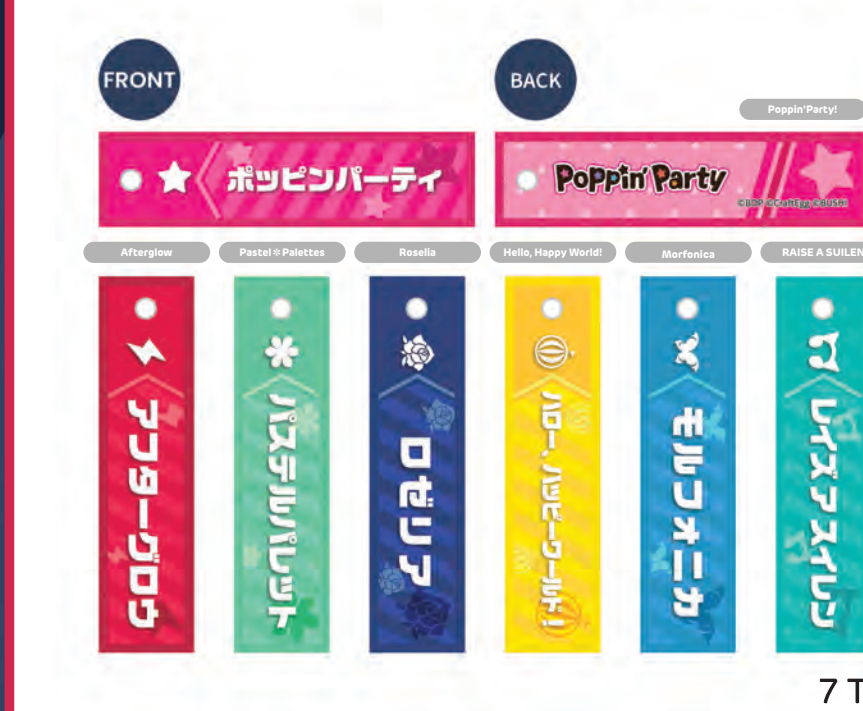 FRONT
BACK
Poppin'Party!
ポッピンパーティ
PoPPin'Party
©BDP ©CraftEgg ©BUSHI
Afterglow
Pastel✽Palettes
Roselia
Hello, Happy World!
Morfonica
RAISE A SUILEN
アフターグロウ
パステルパレット
ロゼリア
ハロー、ハッピーワールド!
モルフォニカ
レイズアスイレン
7 T